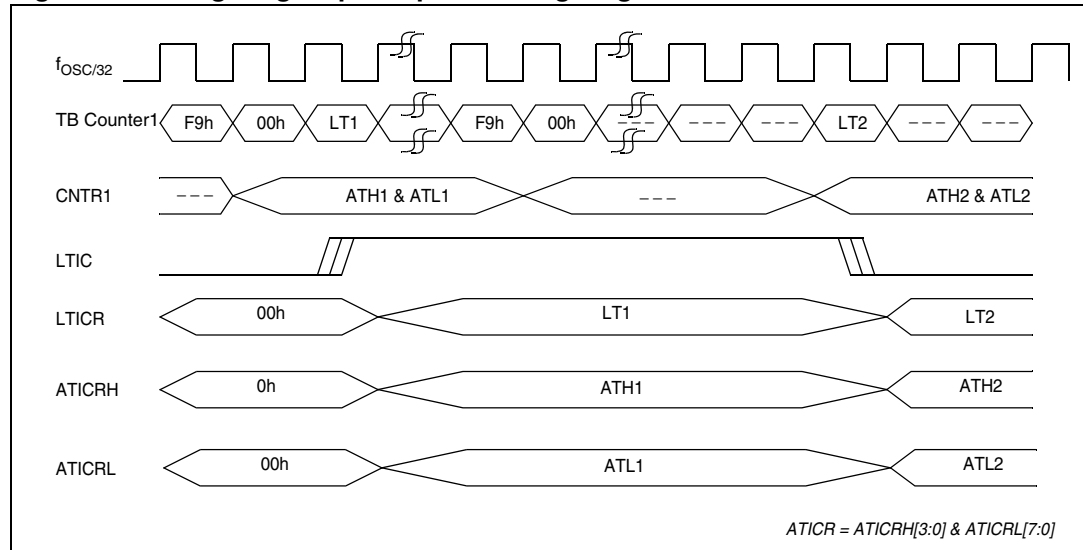 fOSC/32
TB Counter1 F9h 00h LT1 F9h 00h --- --- --- LT2 --- ---
CNTR1 --- ATH1 & ATL1 --- ATH2 & ATL2
LTIC
LTICR 00h LT1 LT2
ATICRH 0h ATH1 ATH2
ATICRL 00h ATL1 ATL2
ATICR = ATICRH[3:0] & ATICRL[7:0]